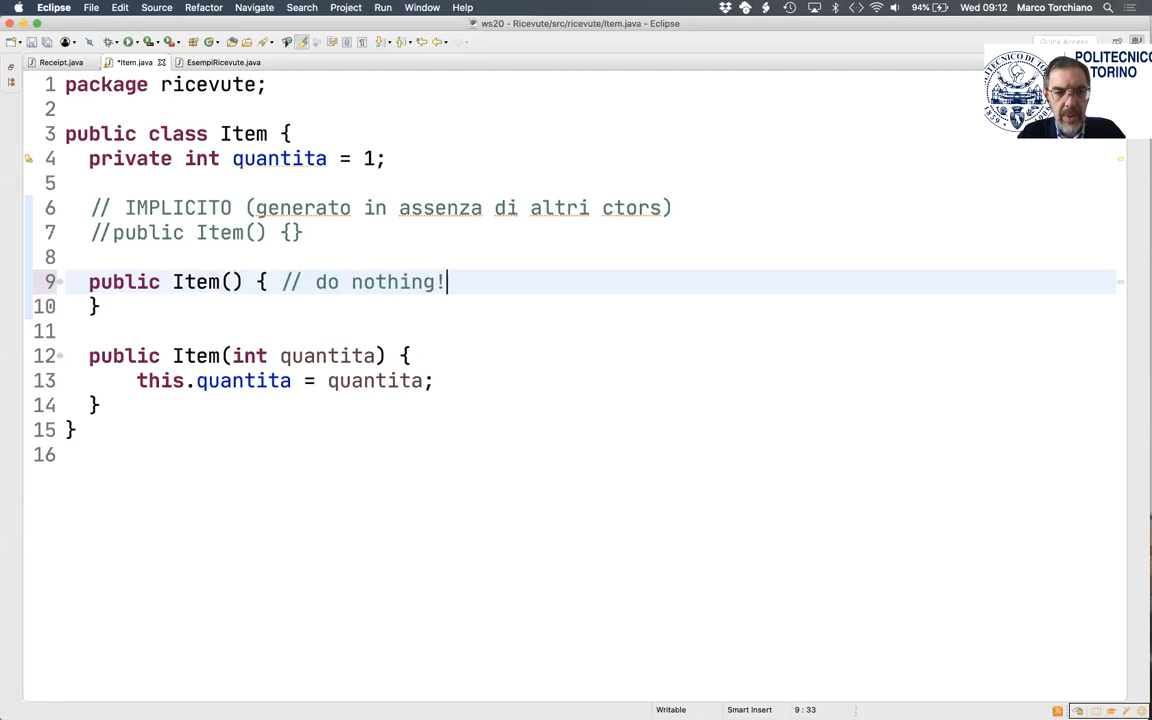 Eclipse File Edit Source Refactor Navigate Search Project Run Window Help 94% Wed 09:12 Marco Torchiano
ws20 - Ricevute/src/ricevute/Item.java - Eclipse
Quick Access
Receipt.java *Item.java EsempiRicevute.java
POLITECNICO
TORINO
1 package ricevute;
2
3 public class Item {
4 private int quantita = 1;
5
6 // IMPLICITO (generato in assenza di altri ctors)
7 //public Item() {}
8
9 public Item() { // do nothing!
10 }
11
12 public Item(int quantita) {
13 this.quantita = quantita;
14 }
15 }
16
Writable Smart Insert 9 : 33